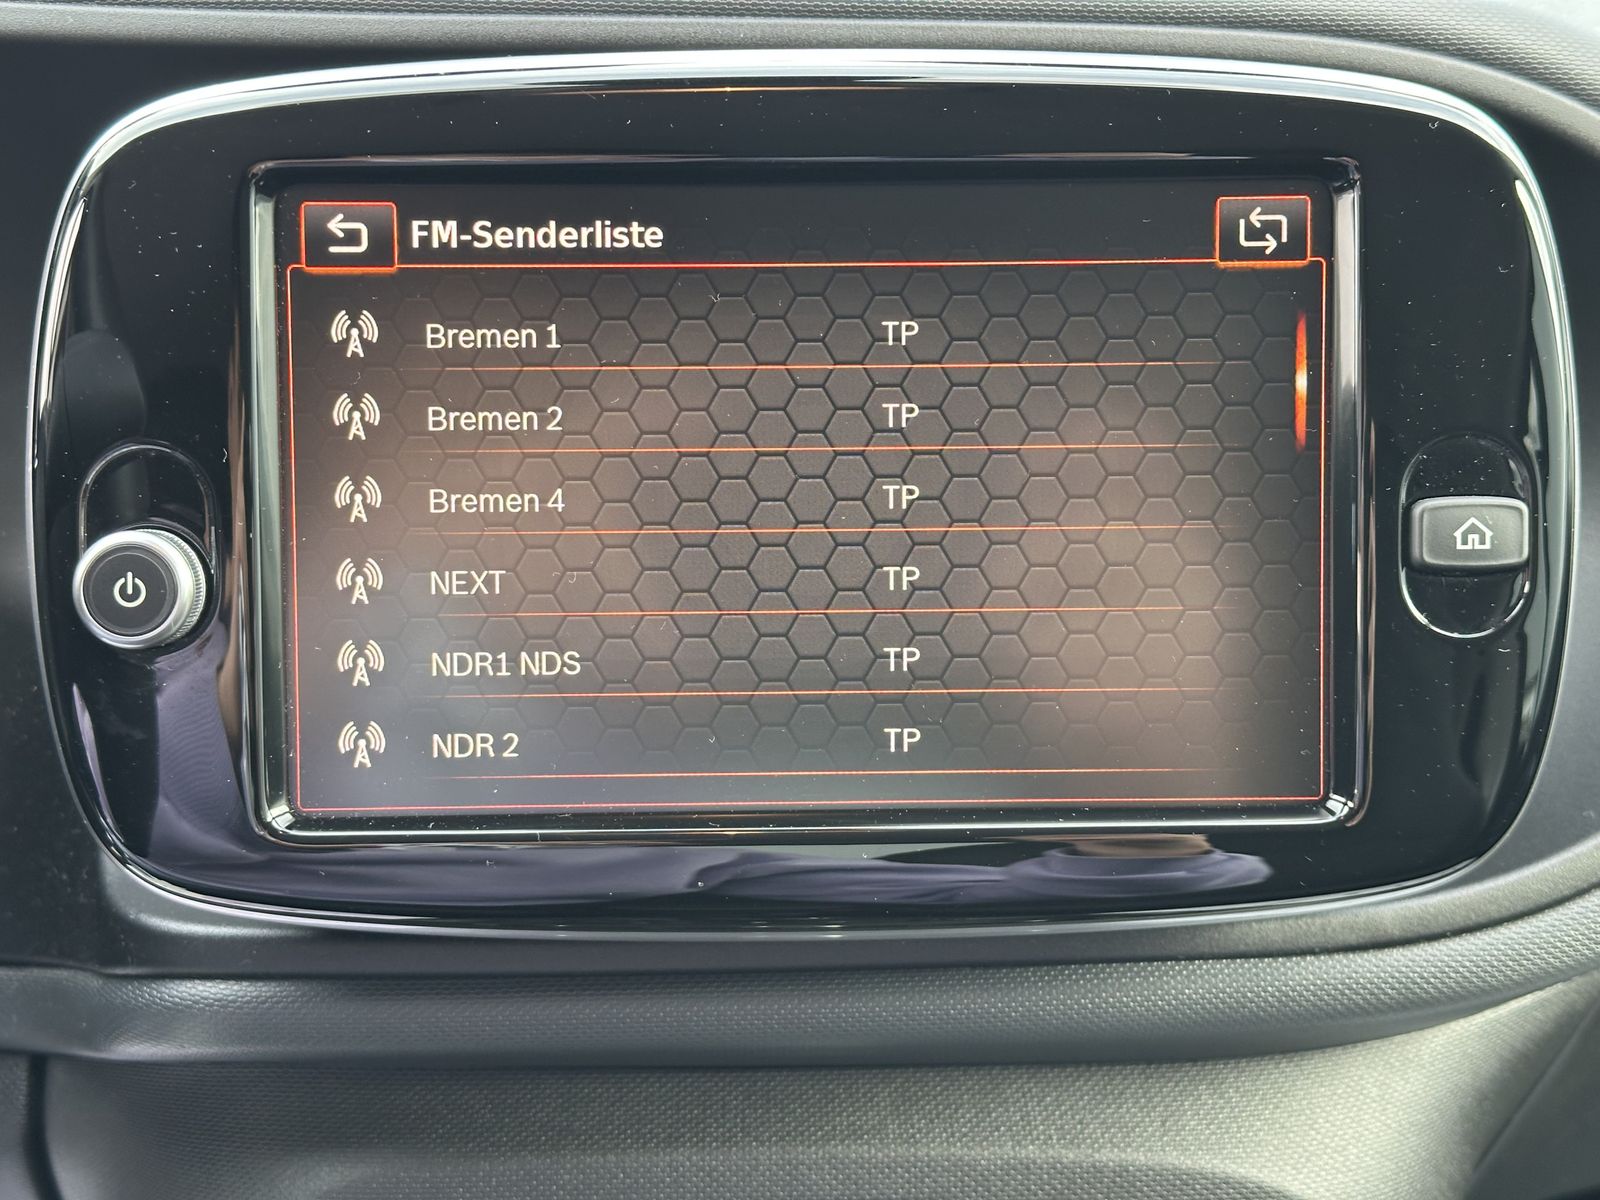 FM-Senderliste
Bremen 1 TP
Bremen 2 TP
Bremen 4 TP
NEXT TP
NDR1 NDS TP
NDR 2 TP